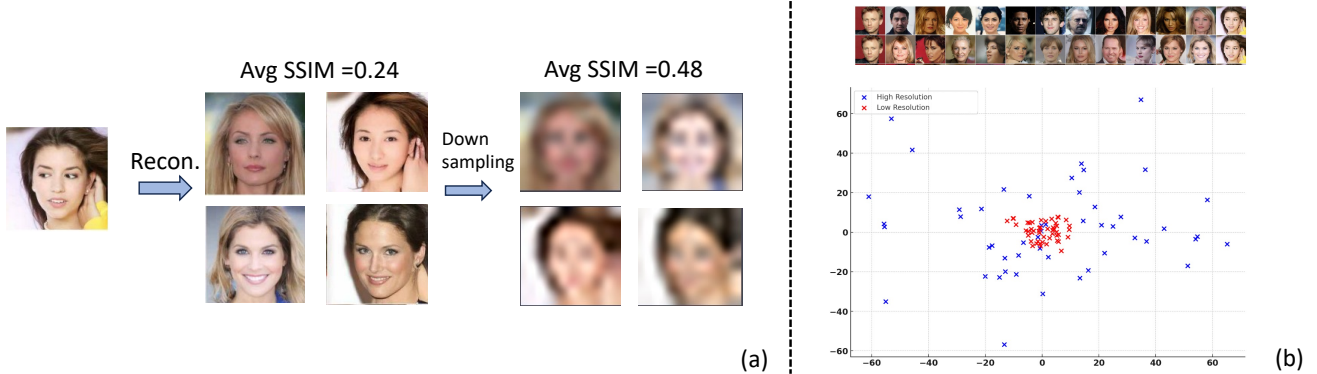 Avg SSIM =0.24
Avg SSIM =0.48
Recon.
Down
sampling
(a)
High Resolution
Low Resolution
60
40
20
0
−20
−40
−60
−60
−40
−20
0
20
40
60
(b)